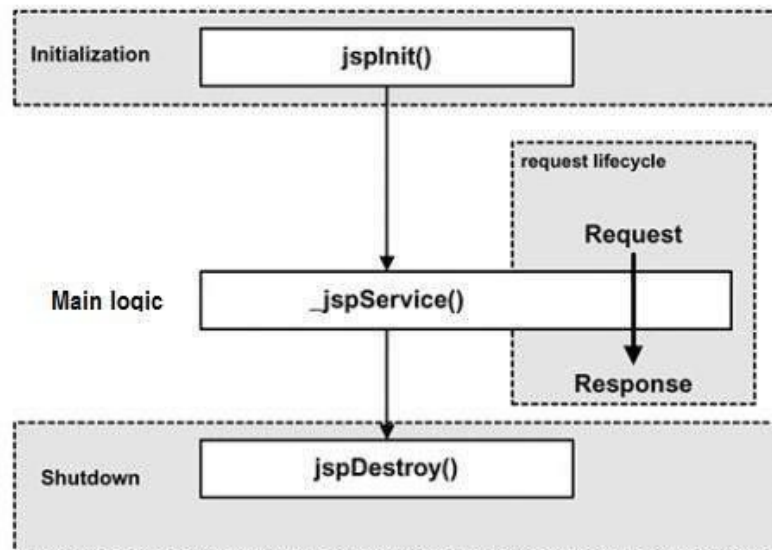 Initialization
jspInit()
request lifecycle
Request
Main logic
_jspService()
Response
Shutdown
jspDestroy()